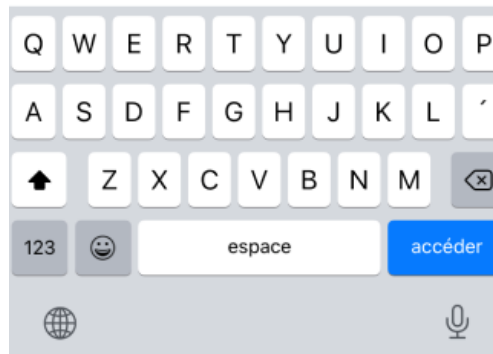 Q W E R T Y U I O P
A S D F G H J K L ´
Z X C V B N M
123 espace accéder